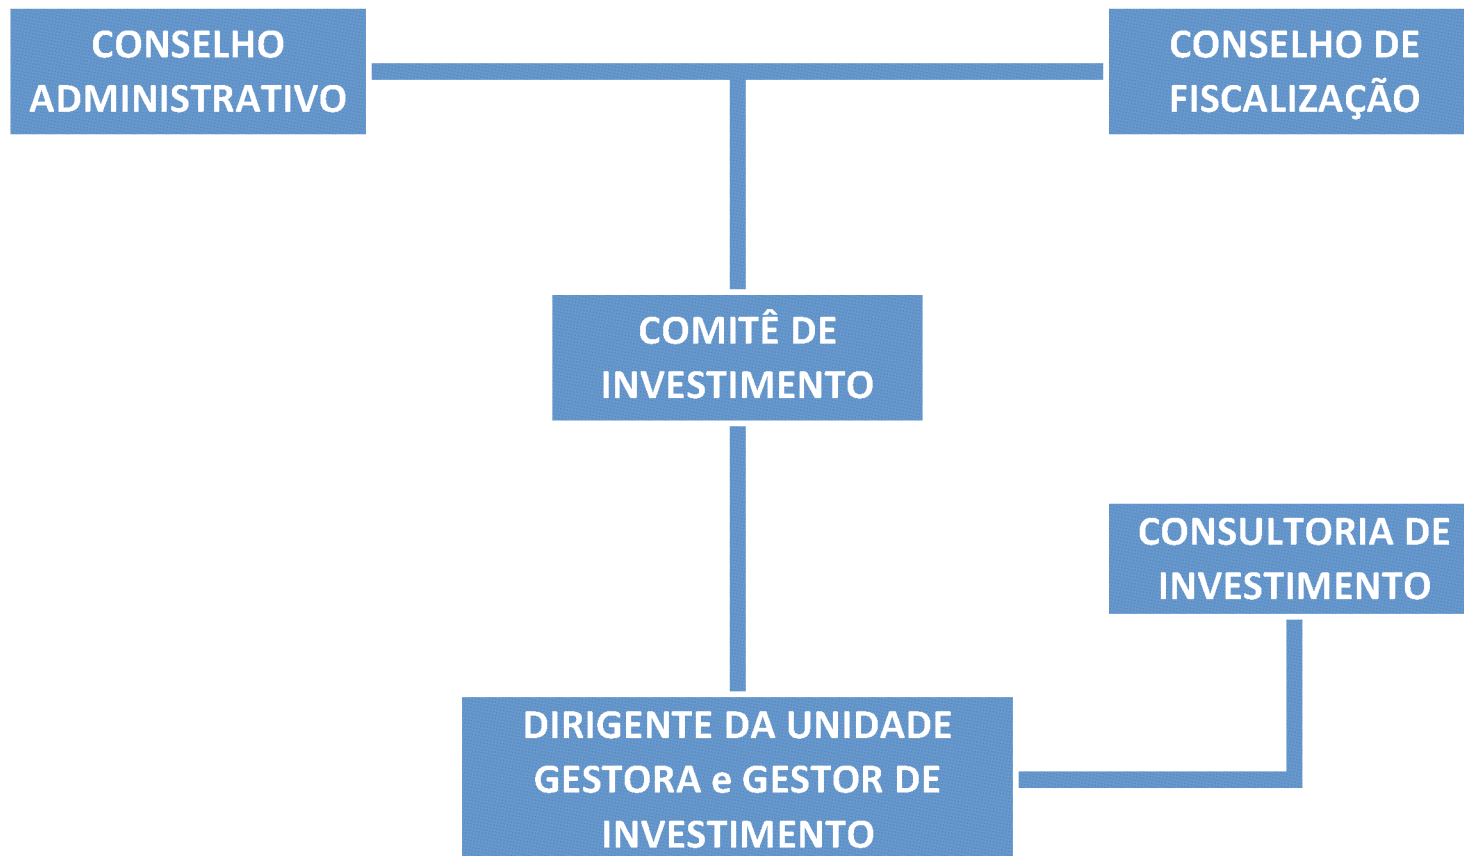 CONSELHO
ADMINISTRATIVO
CONSELHO DE
FISCALIZAÇÃO
COMITÊ DE
INVESTIMENTO
CONSULTORIA DE
INVESTIMENTO
DIRIGENTE DA UNIDADE
GESTORA e GESTOR DE
INVESTIMENTO